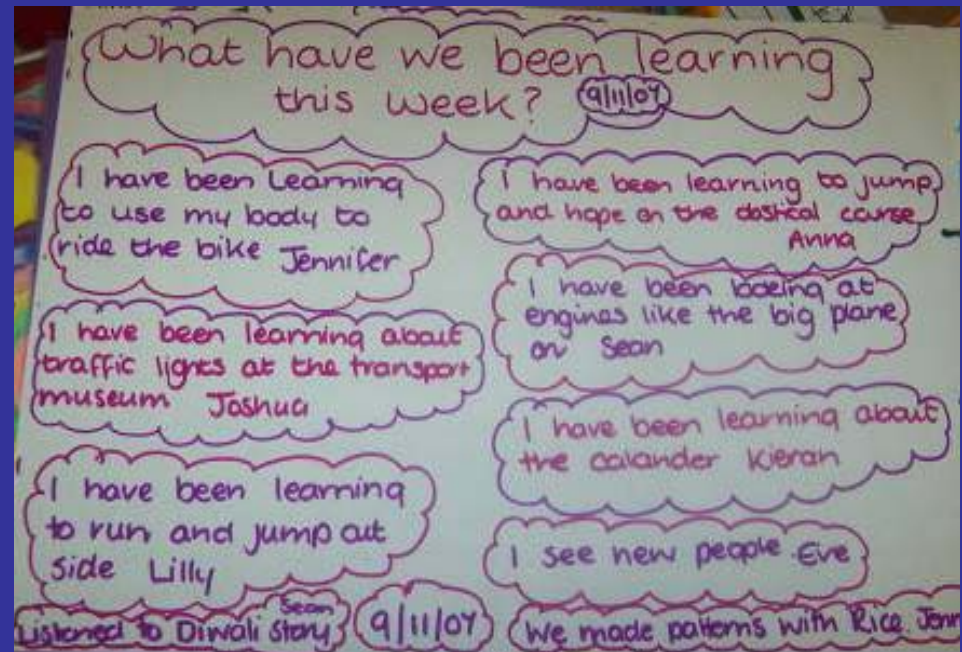 What have we been learning
this week? 9/11/07
I have been Learning
to use my body to
ride the bike Jennifer
I have been learning to jump
and hope on the dostical course
Anna
I have been learning about
traffic lights at the transport
museum Joshua
I have been looking at
engines like the big plane
on Sean
I have been learning about
the calander Kieran
I have been learning
to run and jump out
side Lilly
I see new people Eve
Sean
Listened to Diwali Story
9/11/07
We made patterns with Rice Jenn